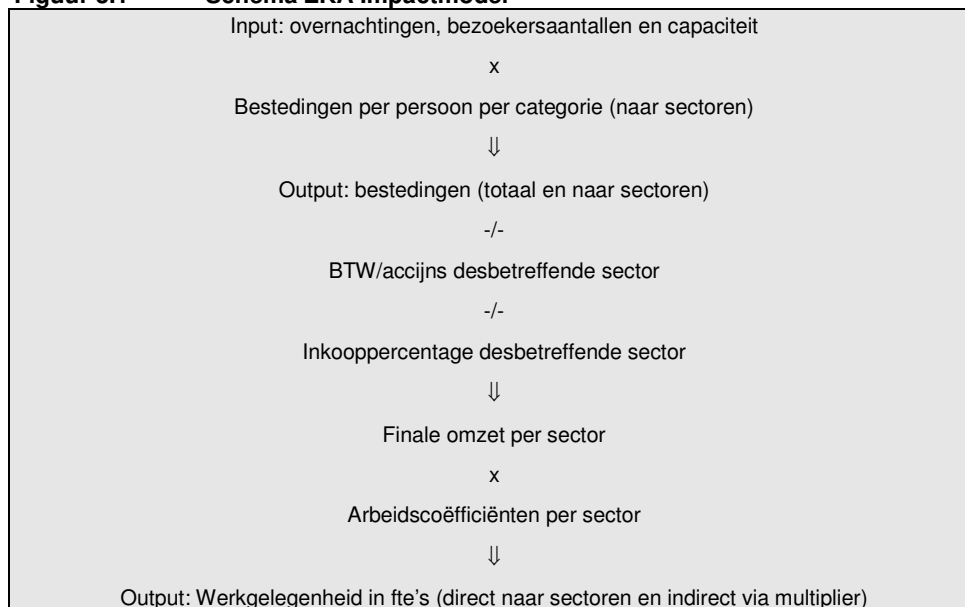 Input: overnachtingen, bezoekersaantallen en capaciteit
x
Bestedingen per persoon per categorie (naar sectoren)
⇓
Output: bestedingen (totaal en naar sectoren)
-/-
BTW/accijns desbetreffende sector
-/-
Inkooppercentage desbetreffende sector
⇓
Finale omzet per sector
x
Arbeidscoëfficiënten per sector
⇓
Output: Werkgelegenheid in fte's (direct naar sectoren en indirect via multiplier)